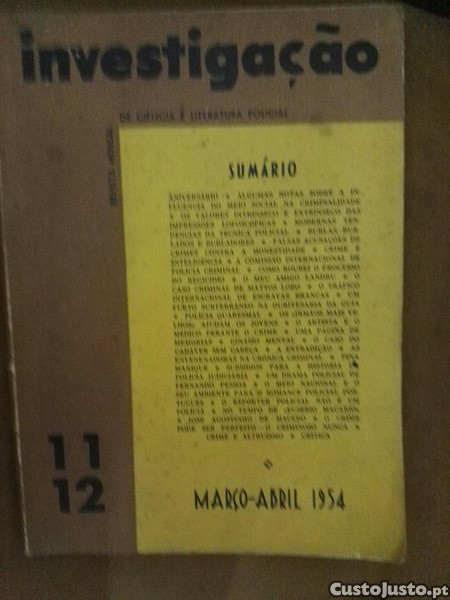 investigação
DE CIÊNCIA E LITERATURA POLICIAL
REVISTA MENSAL
SUMÁRIO
ANIVERSÁRIO * ALGUMAS NOTAS SOBRE A IN-
FLUÊNCIA DO MEIO SOCIAL NA CRIMINALIDADE
* OS VALORES INTRÍNSECO E EXTRÍNSECO DAS
IMPRESSÕES LOFOSCÓPICAS * MODERNAS TEN-
DÊNCIAS DA TÉCNICA POLICIAL * BURLAS, BUR-
LADOS E BURLADORES * FALSAS ACUSAÇÕES DE
CRIMES CONTRA A HONESTIDADE * CRIME E
INTELIGÊNCIA * A COMISSÃO INTERNACIONAL DE
POLÍCIA CRIMINAL * COMO ROUBEI O PROCESSO
DO REGICÍDIO * O MEU AMIGO LANDRU * O
CASO CRIMINAL DE MATTOS LOBO * O TRÁFICO
INTERNACIONAL DE ESCRAVAS BRANCAS * UM
FURTO SUBTERRÂNEO NA OURIVESARIA DA GUIA
* POLÍCIA QUARESMAL * OS «IRMÃOS MAIS VE-
LHOS» AJUDAM OS JOVENS * O ARTISTA E O
MÉDICO PERANTE O CRIME * UMA PÁGINA DE
MEMÓRIAS * GINÁSIO MENTAL * O CASO DO
CADÁVER SEM CABEÇA * A EXTRADIÇÃO * AS
ENVENENADORAS NA CRÓNICA CRIMINAL * PINA
MANIQUE * SUBSÍDIOS PARA A HISTÓRIA DA
POLÍCIA JUDICIÁRIA * UM DRAMA POLICIAL DE
FERNANDO PESSOA * O MEIO NACIONAL E O
SEU AMBIENTE PARA O ROMANCE POLICIAL POR-
TUGUÊS * O REPÓRTER POLICIAL NÃO É UM
POLÍCIA * NO TEMPO DE «EUSÉBIO MACÁRIO»
* JOSÉ AGOSTINHO DE MACEDO * O CRIME
PODE SER PERFEITO — O CRIMINOSO NUNCA *
* CRIME E ALTRUÍSMO * CRÍTICA
11
12
MARÇO-ABRIL 1954
CustoJusto.pt